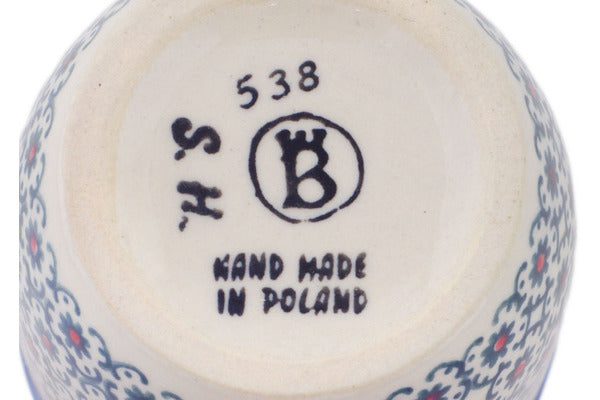 538
B
S. H.
HAND MADE
IN POLAND